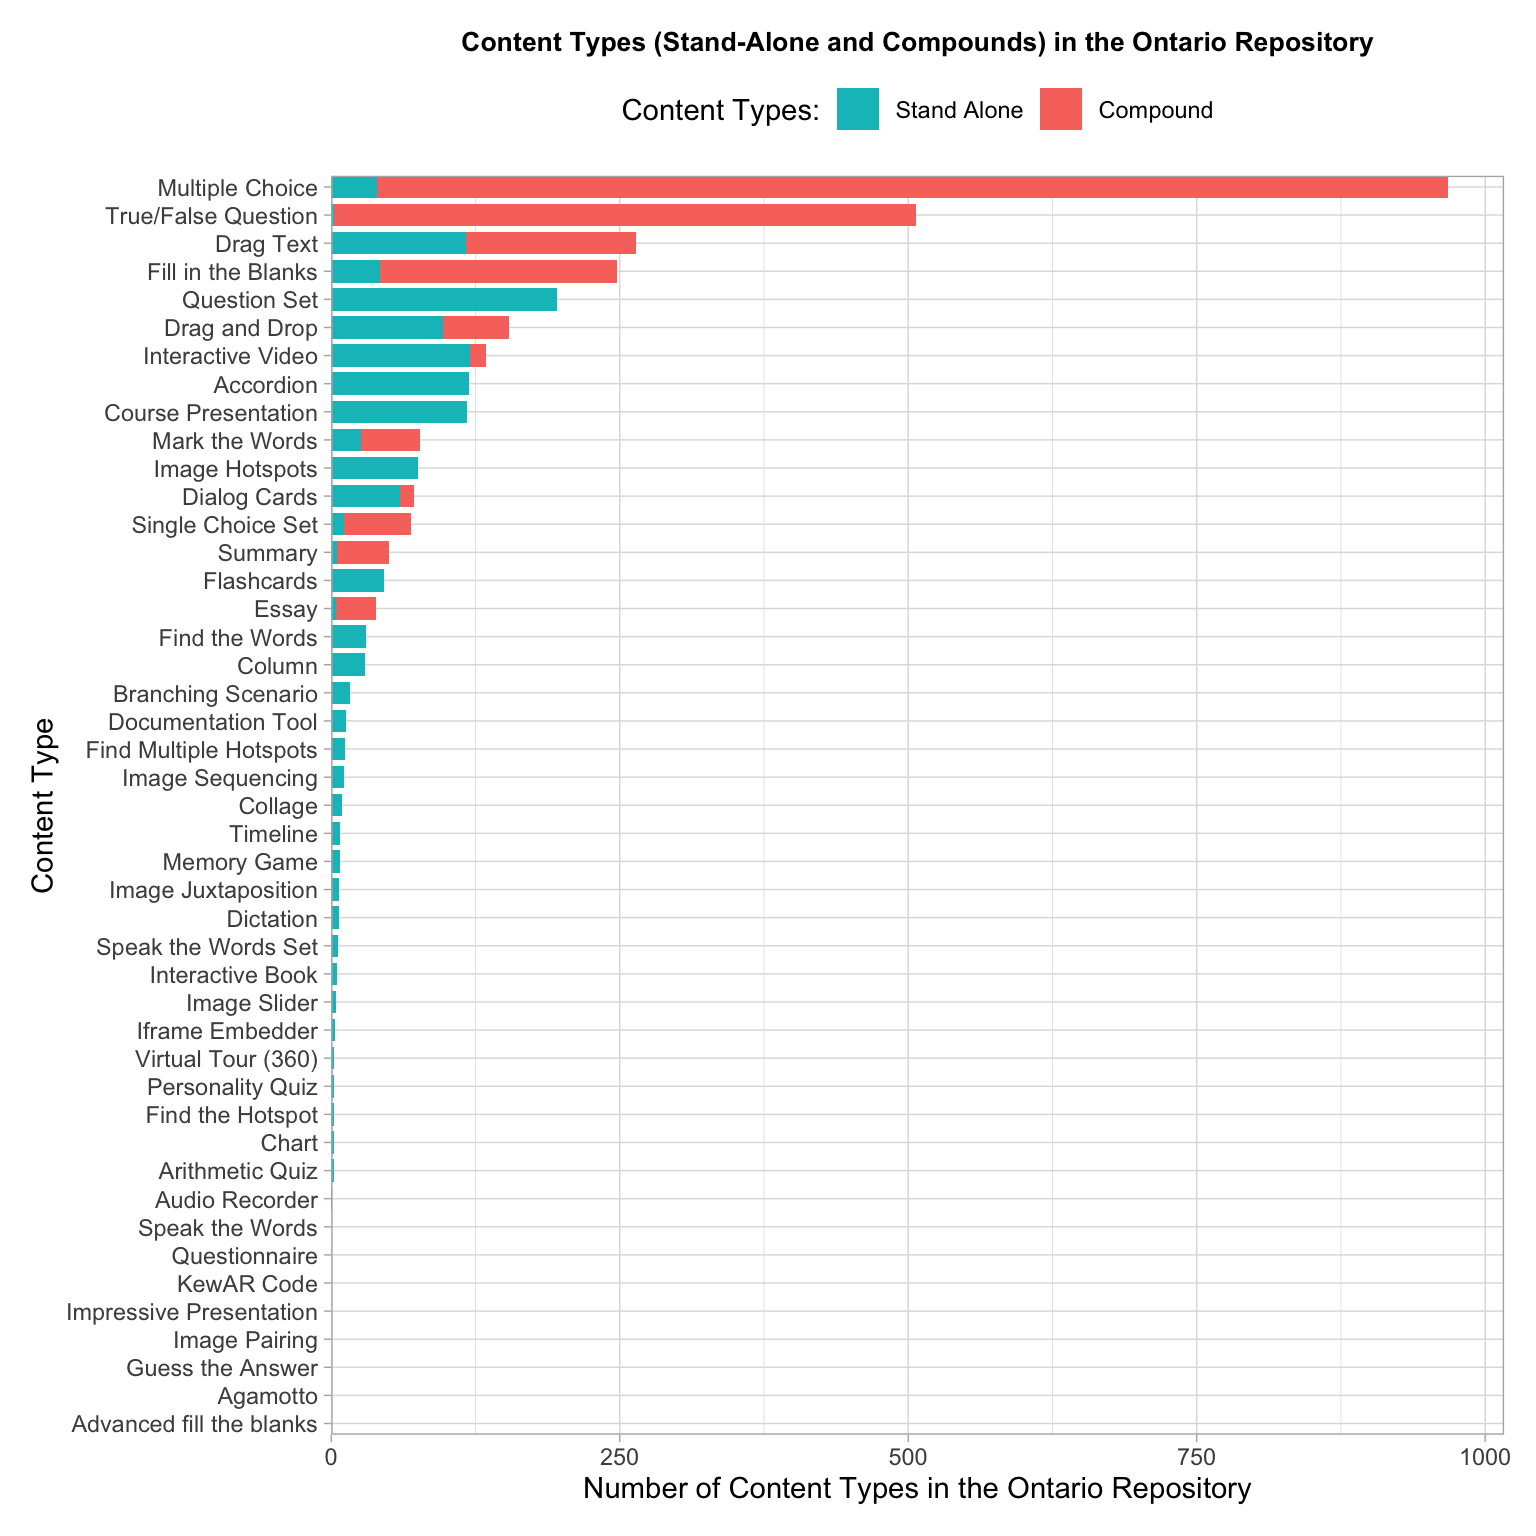 Content Types (Stand-Alone and Compounds) in the Ontario Repository
Content Types: Stand Alone Compound
Multiple Choice
True/False Question
Drag Text
Fill in the Blanks
Question Set
Drag and Drop
Interactive Video
Accordion
Course Presentation
Mark the Words
Image Hotspots
Dialog Cards
Single Choice Set
Summary
Flashcards
Essay
Find the Words
Column
Branching Scenario
Documentation Tool
Find Multiple Hotspots
Image Sequencing
Collage
Timeline
Memory Game
Image Juxtaposition
Dictation
Speak the Words Set
Interactive Book
Image Slider
Iframe Embedder
Virtual Tour (360)
Personality Quiz
Find the Hotspot
Chart
Arithmetic Quiz
Audio Recorder
Speak the Words
Questionnaire
KewAR Code
Impressive Presentation
Image Pairing
Guess the Answer
Agamotto
Advanced fill the blanks
Content Type
0 250 500 750 1000
Number of Content Types in the Ontario Repository